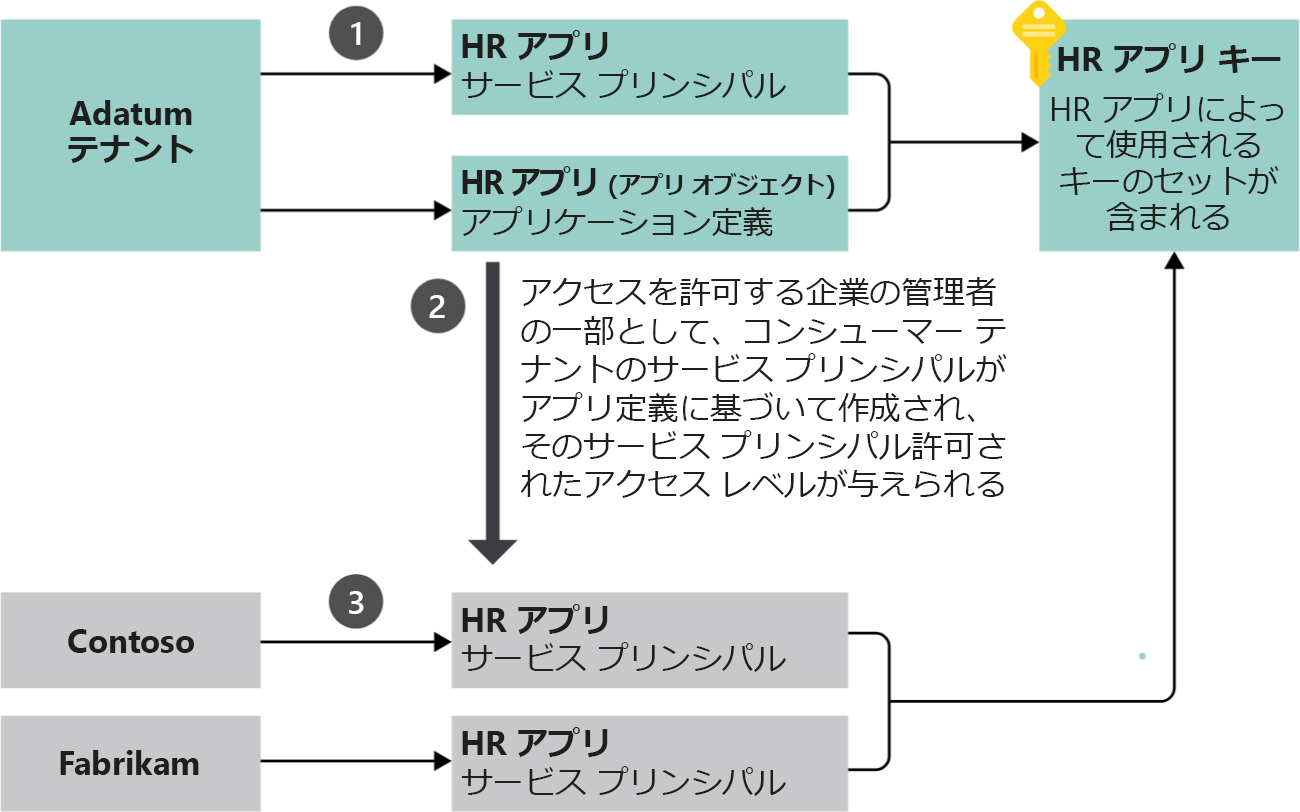 1
HR アプリ
サービス プリンシパル
Adatum
テナント
HR アプリ (アプリ オブジェクト)
アプリケーション定義
HR アプリ キー
HR アプリによっ
て使用される
キーのセットが
含まれる
2
アクセスを許可する企業の管理者
の一部として、コンシューマー テ
ナントのサービス プリンシパルが
アプリ定義に基づいて作成され、
そのサービス プリンシパル許可さ
れたアクセス レベルが与えられる
Contoso
3
HR アプリ
サービス プリンシパル
Fabrikam
HR アプリ
サービス プリンシパル